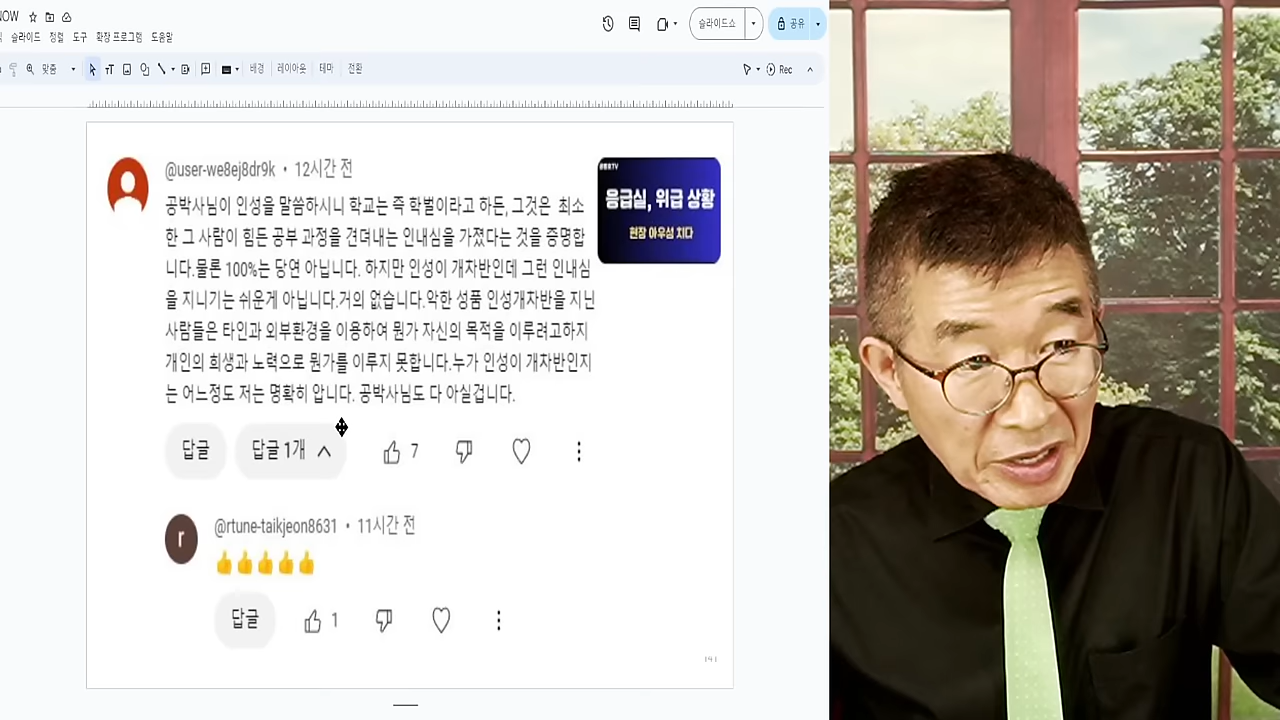 NOW
슬라이드 정렬 도구 확장 프로그램 도움말
슬라이드쇼
공유
맞춤
배경
레이아웃
테마
전환
Rec
@user-we8ej8dr9k • 12시간 전
공박사님이 인성을 말씀하시니 학교는 즉 학벌이라고 하든, 그것은 최소
한 그 사람이 힘든 공부 과정을 견뎌내는 인내심을 가졌다는 것을 증명합
니다.물론 100%는 당연 아닙니다. 하지만 인성이 개차반인데 그런 인내심
을 지니기는 쉬운게 아닙니다.거의 없습니다.악한 성품 인성개차반을 지닌
사람들은 타인과 외부환경을 이용하여 뭔가 자신의 목적을 이루려고하지
개인의 희생과 노력으로 뭔가를 이루지 못합니다.누가 인성이 개차반인지
는 어느정도 저는 명확히 압니다. 공박사님도 다 아실겁니다.
응급실, 위급 상황
현장 아우성 치다
답글
답글 1개
7
r
@rtune-taikjeon8631 • 11시간 전
👍👍👍👍👍
답글
1